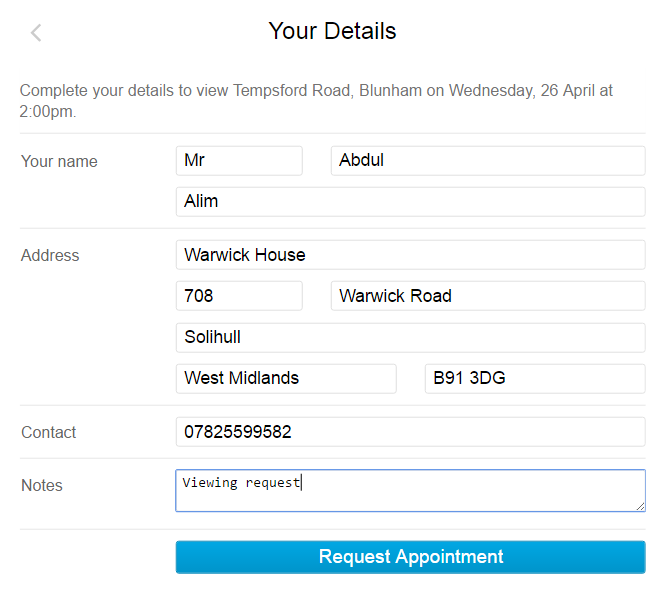 Your Details
Complete your details to view Tempsford Road, Blunham on Wednesday, 26 April at
2:00pm.
Your name Mr Abdul
Alim
Address Warwick House
708 Warwick Road
Solihull
West Midlands B91 3DG
Contact 07825599582
Notes Viewing request
Request Appointment